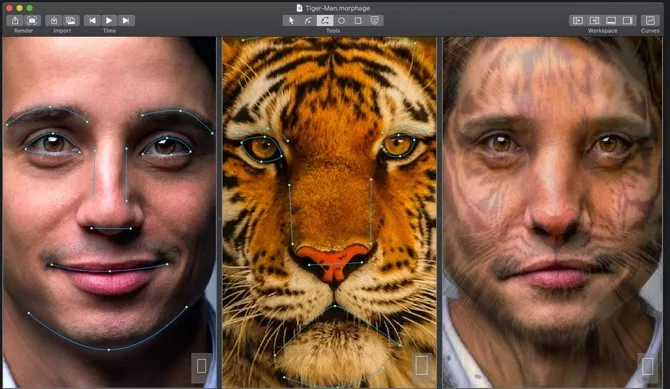 Tiger-Man.morphage
Render
Import
Time
Tools
Workspace
Curves